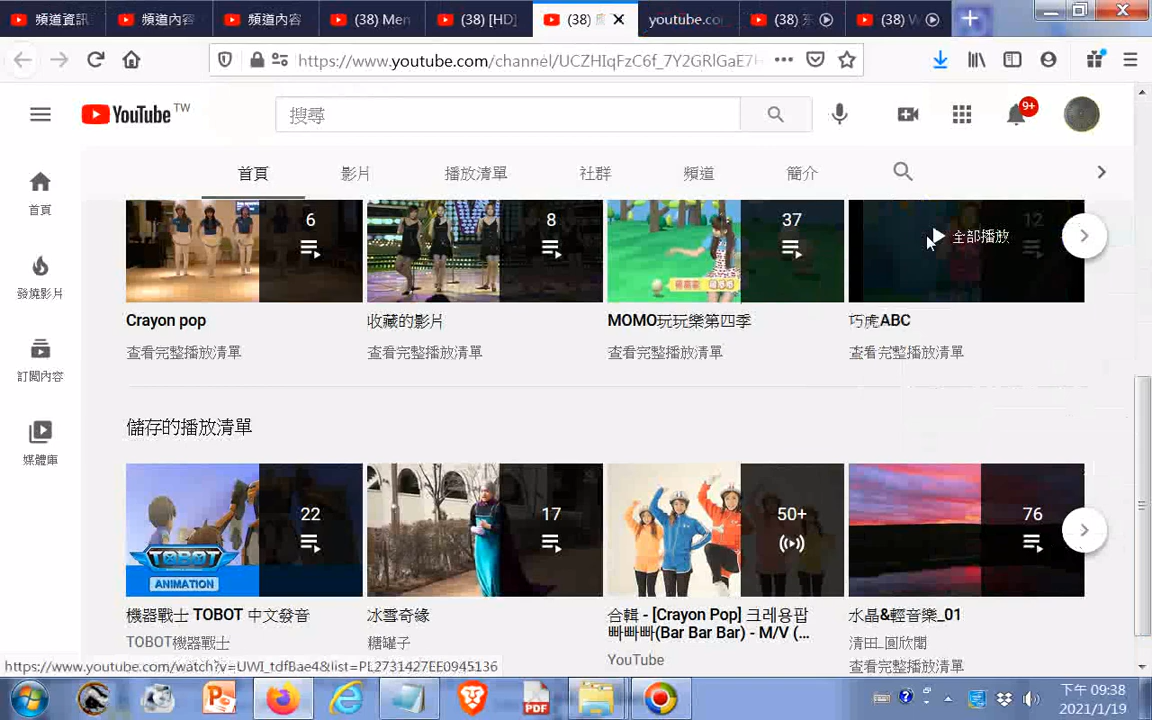 頻道資訊
頻道內容
頻道內容
(38) Men
(38) [HD]
(38)
youtube.co
(38)
(38)
https://www.youtube.com/channel/UCZHIqFzC6f_7Y2GRlGaE7H
YouTube TW
搜尋
9+
首頁
影片
播放清單
社群
頻道
簡介
首頁
發燒影片
訂閱內容
媒體庫
6
8
37
12
全部播放
Crayon pop
收藏的影片
MOMO玩玩樂第四季
巧虎ABC
查看完整播放清單
查看完整播放清單
查看完整播放清單
查看完整播放清單
儲存的播放清單
22
17
50+
76
TOBOT
ANIMATION
機器戰士 TOBOT 中文發音
冰雪奇緣
合輯 - [Crayon Pop] 크레용팝
빠빠빠(Bar Bar Bar) - M/V (...
水晶&輕音樂_01
TOBOT機器戰士
糖罐子
YouTube
查看完整播放清單
https://www.youtube.com/watch?v=UWI_tdfBae4&list=PL2731427EE0945136
PDF
下午 09:38
2021/1/19